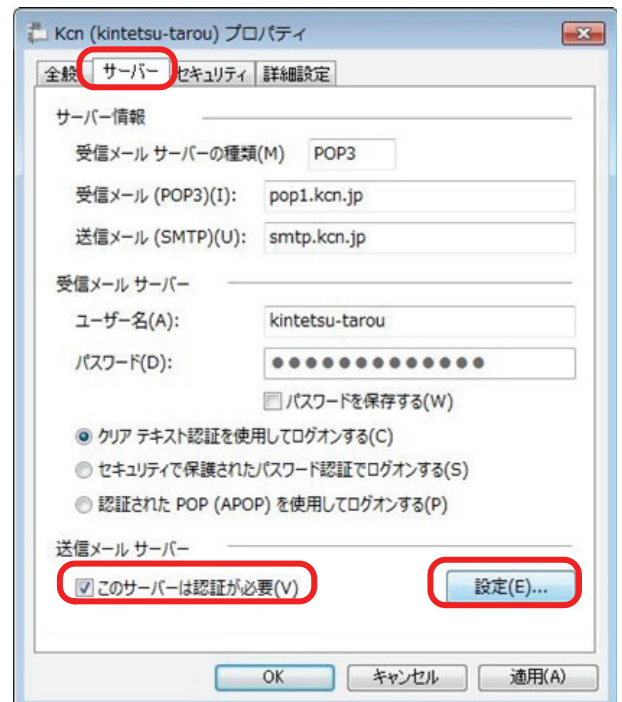 Kcn (kintetsu-tarou) プロパティ
全般 サーバー セキュリティ 詳細設定
サーバー情報
受信メール サーバーの種類(M) POP3
受信メール (POP3)(I): pop1.kcn.jp
送信メール (SMTP)(U): smtp.kcn.jp
受信メール サーバー
ユーザー名(A): kintetsu-tarou
パスワード(D): ●●●●●●●●●●●●●
パスワードを保存する(W)
クリア テキスト認証を使用してログオンする(C)
セキュリティで保護されたパスワード認証でログオンする(S)
認証された POP (APOP) を使用してログオンする(P)
送信メール サーバー
このサーバーは認証が必要(V) 設定(E)...
OK キャンセル 適用(A)